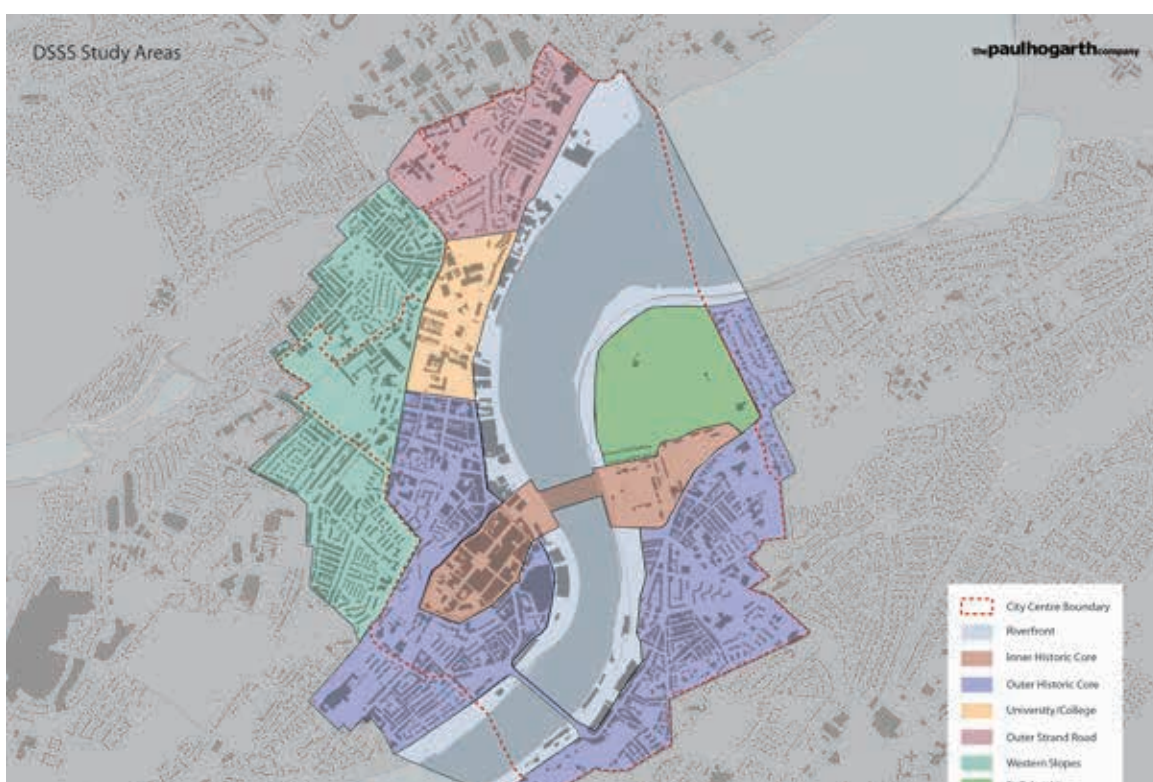 DSSS Study Areas
thepaulhogarthcompany
City Centre Boundary
Riverfront
Inner Historic Core
Outer Historic Core
University/College
Outer Strand Road
Western Slopes